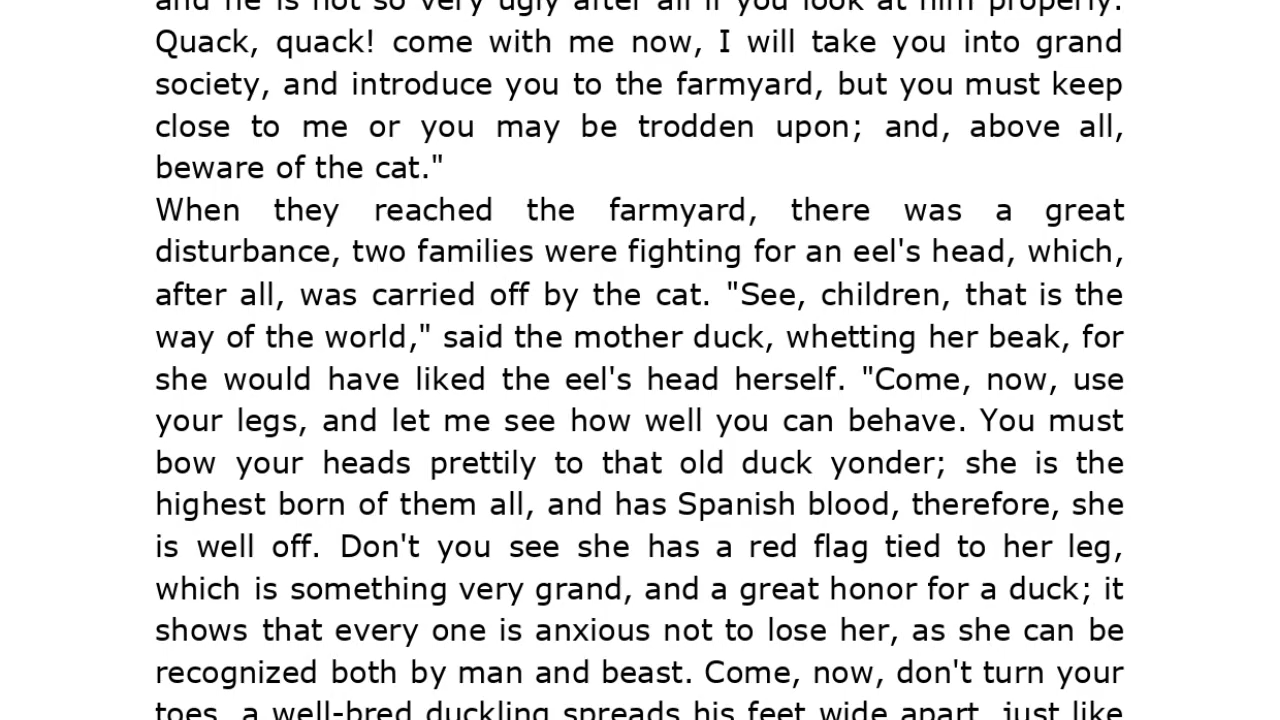 and he is not so very ugly after all if you look at him properly.
Quack, quack! come with me now, I will take you into grand
society, and introduce you to the farmyard, but you must keep
close to me or you may be trodden upon; and, above all,
beware of the cat."
When they reached the farmyard, there was a great
disturbance, two families were fighting for an eel's head, which,
after all, was carried off by the cat. "See, children, that is the
way of the world," said the mother duck, whetting her beak, for
she would have liked the eel's head herself. "Come, now, use
your legs, and let me see how well you can behave. You must
bow your heads prettily to that old duck yonder; she is the
highest born of them all, and has Spanish blood, therefore, she
is well off. Don't you see she has a red flag tied to her leg,
which is something very grand, and a great honor for a duck; it
shows that every one is anxious not to lose her, as she can be
recognized both by man and beast. Come, now, don't turn your
toes, a well-bred duckling spreads his feet wide apart, just like